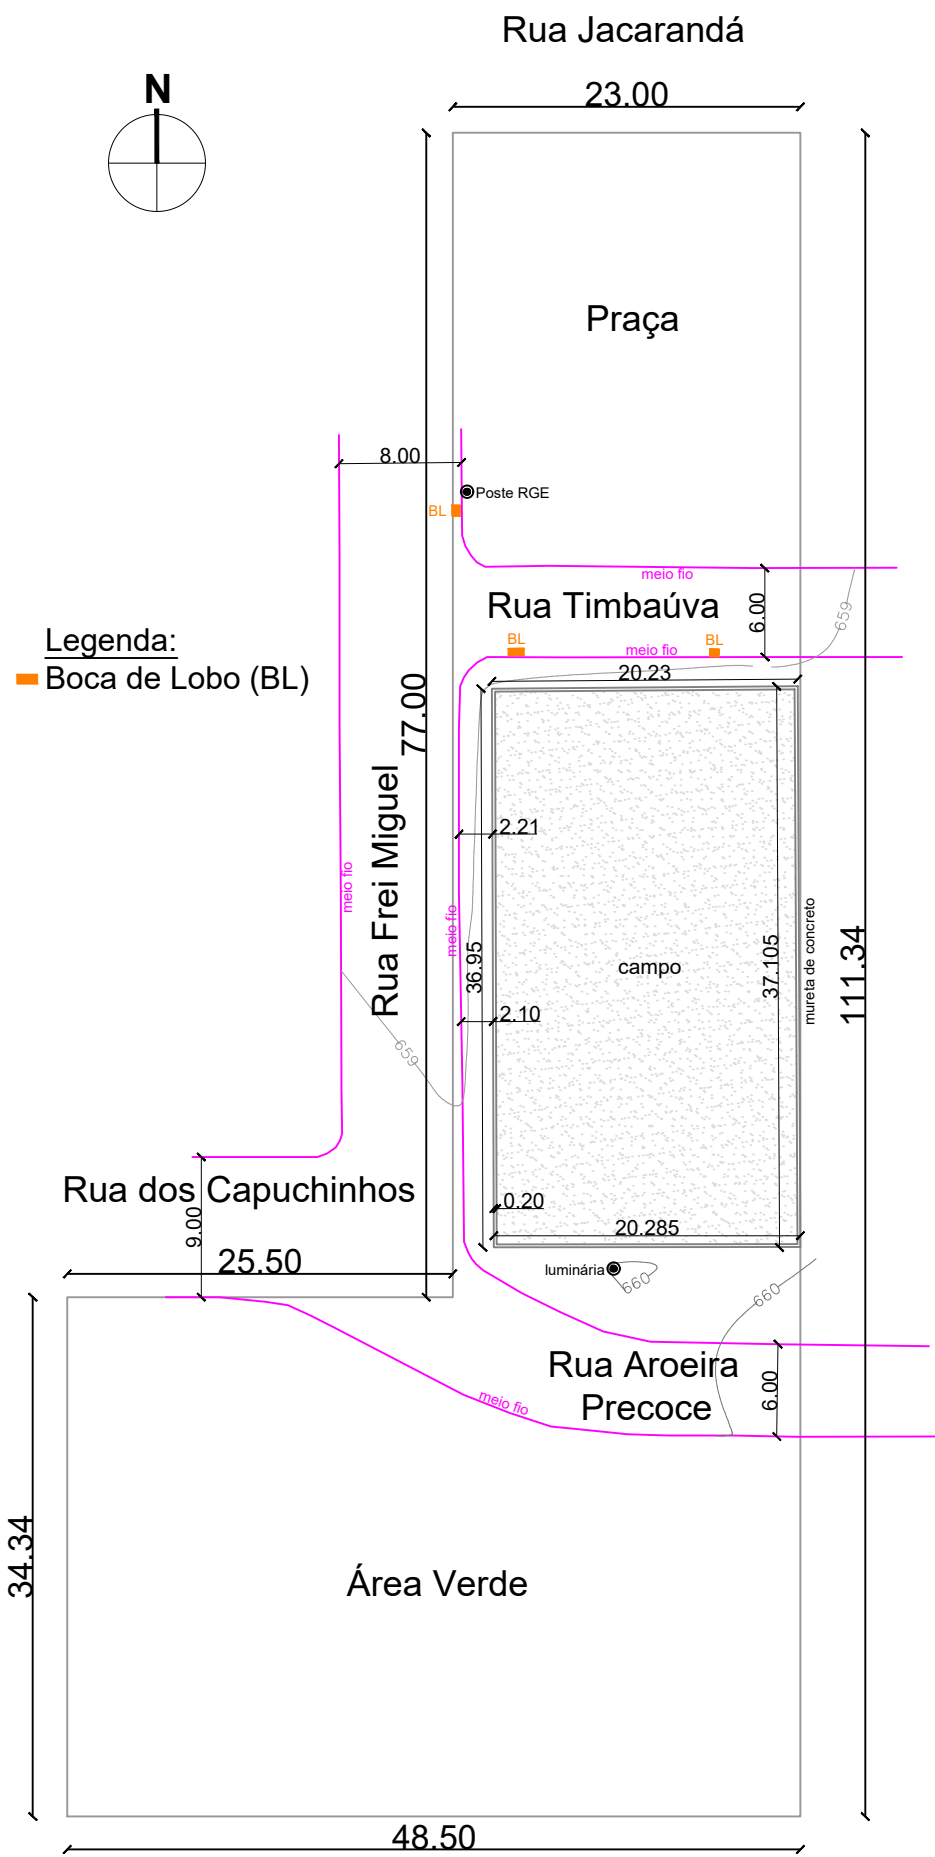 Rua Jacarandá
N
23.00
Praça
8.00
Poste RGE
BL
meio fio
Rua Timbaúva
6.00
659
BL
BL
meio fio
Legenda:
Boca de Lobo (BL)
20.23
77.00
Rua Frei Miguel
2.21
meio fio
meio fio
36.95
campo
37.105
mureta de concreto
111.34
2.10
659
Rua dos Capuchinhos
0.20
9.00
20.285
25.50
luminária
660
660
Rua Aroeira
Precoce
6.00
meio fio
34.34
Área Verde
48.50